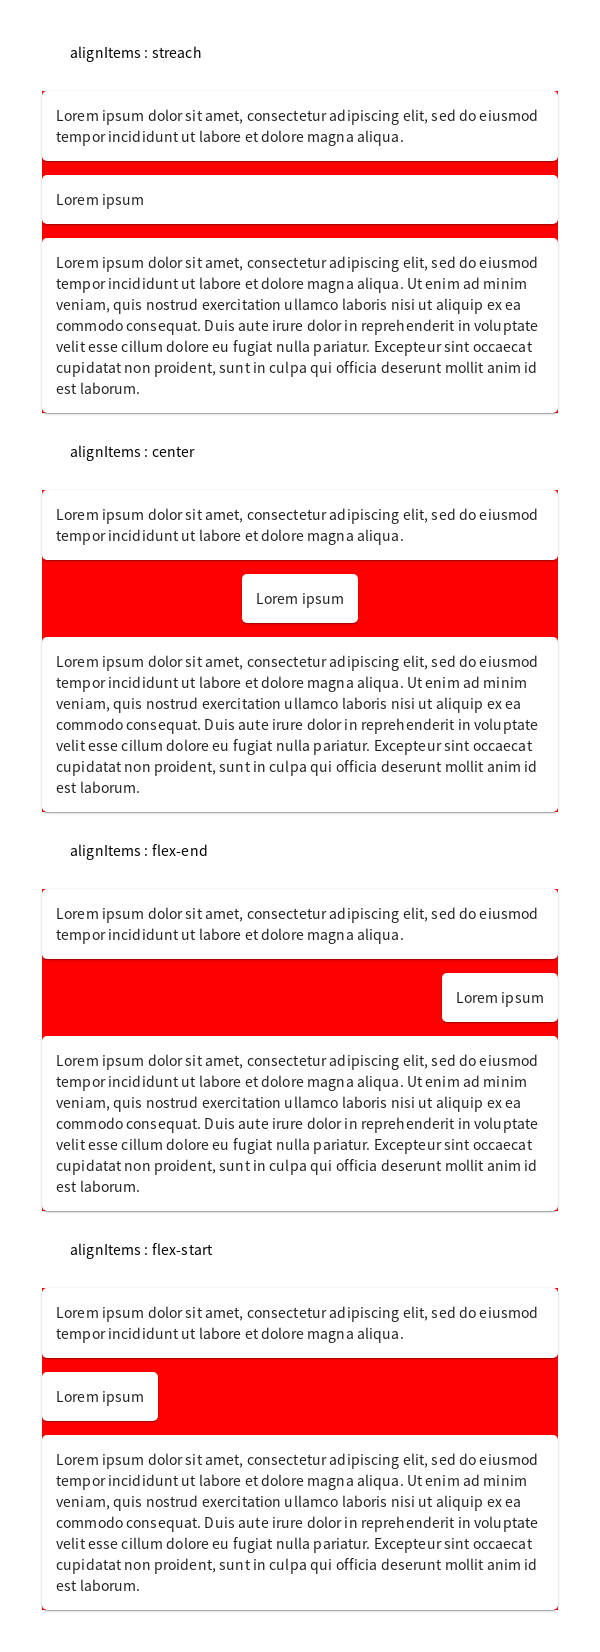 alignItems : streach
Lorem ipsum dolor sit amet, consectetur adipiscing elit, sed do eiusmod
tempor incididunt ut labore et dolore magna aliqua.
Lorem ipsum
Lorem ipsum dolor sit amet, consectetur adipiscing elit, sed do eiusmod
tempor incididunt ut labore et dolore magna aliqua. Ut enim ad minim
veniam, quis nostrud exercitation ullamco laboris nisi ut aliquip ex ea
commodo consequat. Duis aute irure dolor in reprehenderit in voluptate
velit esse cillum dolore eu fugiat nulla pariatur. Excepteur sint occaecat
cupidatat non proident, sunt in culpa qui officia deserunt mollit anim id
est laborum.
alignItems : center
Lorem ipsum dolor sit amet, consectetur adipiscing elit, sed do eiusmod
tempor incididunt ut labore et dolore magna aliqua.
Lorem ipsum
Lorem ipsum dolor sit amet, consectetur adipiscing elit, sed do eiusmod
tempor incididunt ut labore et dolore magna aliqua. Ut enim ad minim
veniam, quis nostrud exercitation ullamco laboris nisi ut aliquip ex ea
commodo consequat. Duis aute irure dolor in reprehenderit in voluptate
velit esse cillum dolore eu fugiat nulla pariatur. Excepteur sint occaecat
cupidatat non proident, sunt in culpa qui officia deserunt mollit anim id
est laborum.
alignItems : flex-end
Lorem ipsum dolor sit amet, consectetur adipiscing elit, sed do eiusmod
tempor incididunt ut labore et dolore magna aliqua.
Lorem ipsum
Lorem ipsum dolor sit amet, consectetur adipiscing elit, sed do eiusmod
tempor incididunt ut labore et dolore magna aliqua. Ut enim ad minim
veniam, quis nostrud exercitation ullamco laboris nisi ut aliquip ex ea
commodo consequat. Duis aute irure dolor in reprehenderit in voluptate
velit esse cillum dolore eu fugiat nulla pariatur. Excepteur sint occaecat
cupidatat non proident, sunt in culpa qui officia deserunt mollit anim id
est laborum.
alignItems : flex-start
Lorem ipsum dolor sit amet, consectetur adipiscing elit, sed do eiusmod
tempor incididunt ut labore et dolore magna aliqua.
Lorem ipsum
Lorem ipsum dolor sit amet, consectetur adipiscing elit, sed do eiusmod
tempor incididunt ut labore et dolore magna aliqua. Ut enim ad minim
veniam, quis nostrud exercitation ullamco laboris nisi ut aliquip ex ea
commodo consequat. Duis aute irure dolor in reprehenderit in voluptate
velit esse cillum dolore eu fugiat nulla pariatur. Excepteur sint occaecat
cupidatat non proident, sunt in culpa qui officia deserunt mollit anim id
est laborum.